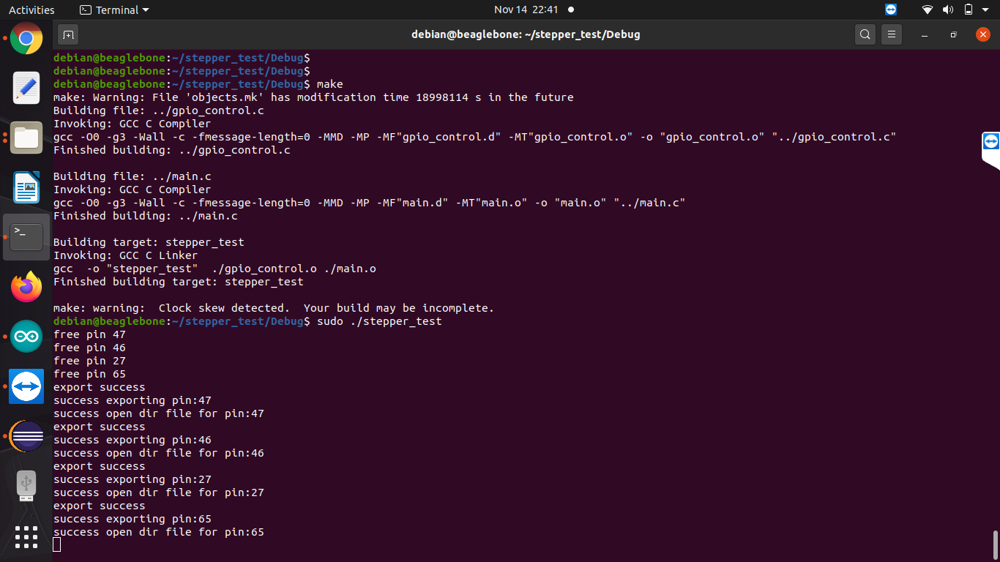 Activities Terminal Nov 14 22:41
debian@beaglebone: ~/stepper_test/Debug
debian@beaglebone:~/stepper_test/Debug$
debian@beaglebone:~/stepper_test/Debug$
debian@beaglebone:~/stepper_test/Debug$ make
make: Warning: File 'objects.mk' has modification time 18998114 s in the future
Building file: ../gpio_control.c
Invoking: GCC C Compiler
gcc -O0 -g3 -Wall -c -fmessage-length=0 -MMD -MP -MF"gpio_control.d" -MT"gpio_control.o" -o "gpio_control.o" "../gpio_control.c"
Finished building: ../gpio_control.c
Building file: ../main.c
Invoking: GCC C Compiler
gcc -O0 -g3 -Wall -c -fmessage-length=0 -MMD -MP -MF"main.d" -MT"main.o" -o "main.o" "../main.c"
Finished building: ../main.c
Building target: stepper_test
Invoking: GCC C Linker
gcc  -o "stepper_test"  ./gpio_control.o ./main.o
Finished building target: stepper_test
make: warning:  Clock skew detected.  Your build may be incomplete.
debian@beaglebone:~/stepper_test/Debug$ sudo ./stepper_test
free pin 47
free pin 46
free pin 27
free pin 65
export success
success exporting pin:47
success open dir file for pin:47
export success
success exporting pin:46
success open dir file for pin:46
export success
success exporting pin:27
success open dir file for pin:27
export success
success exporting pin:65
success open dir file for pin:65